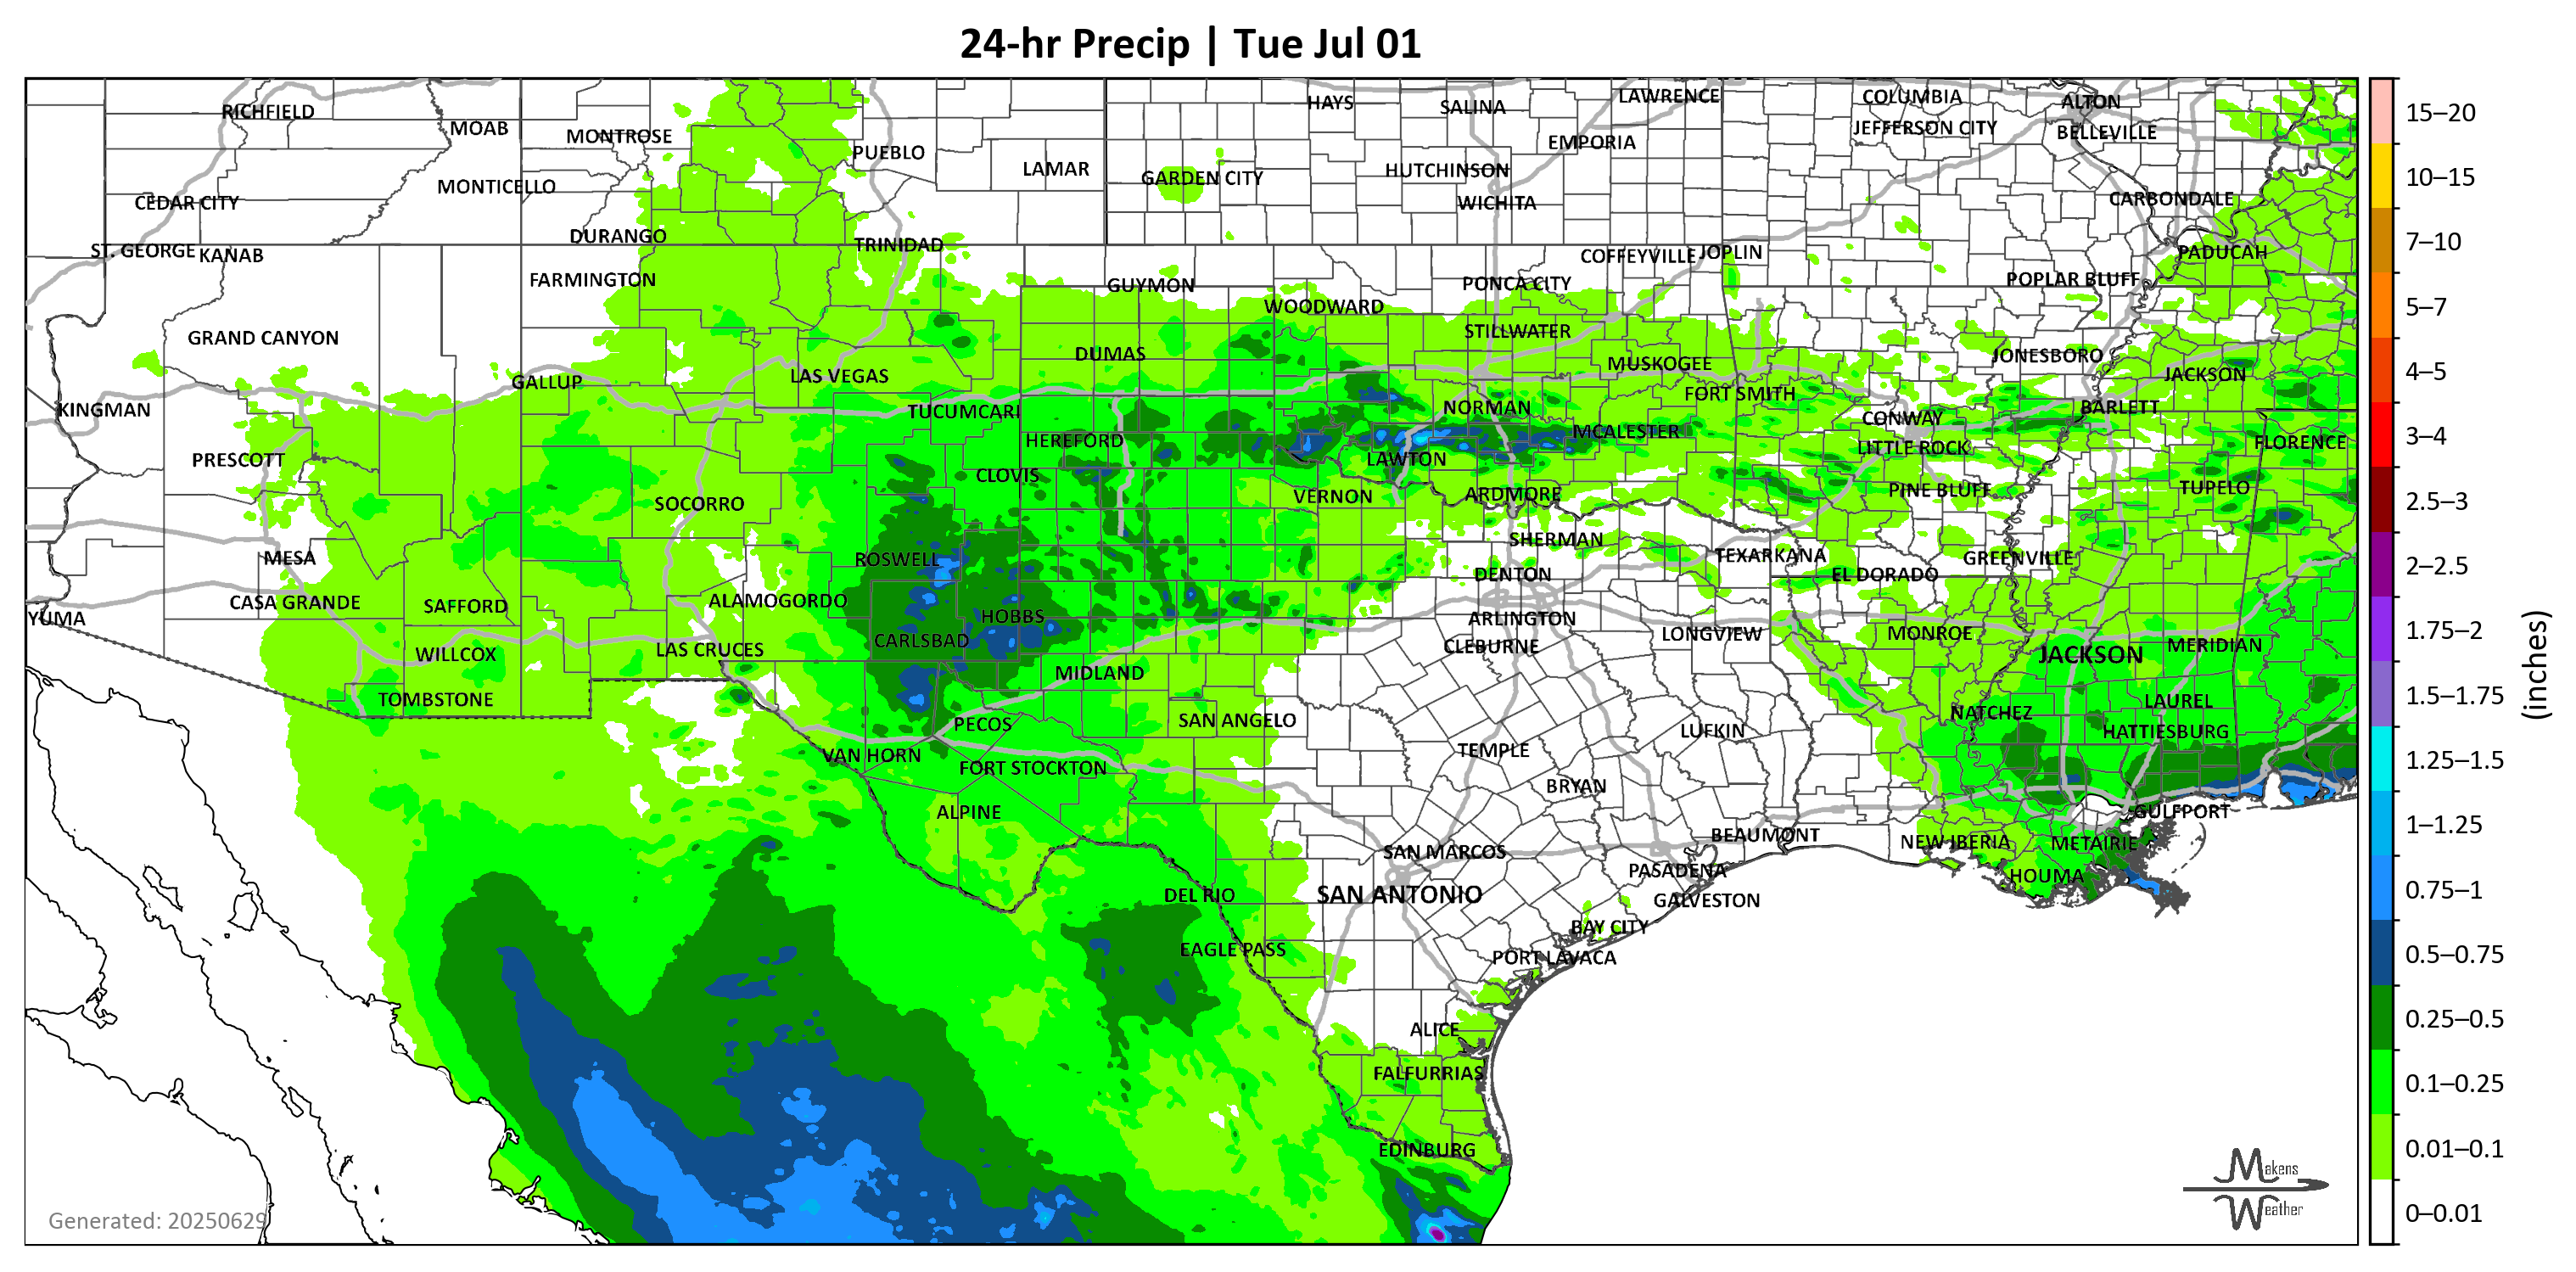 24-hr Precip | Tue Jul 01
RICHFIELD
MOAB
MONTROSE
PUEBLO
LAMAR
HAYS
SALINA
LAWRENCE
COLUMBIA
ALTON
JEFFERSON CITY
BELLEVILLE
EMPORIA
GARDEN CITY
HUTCHINSON
WICHITA
MONTICELLO
CEDAR CITY
CARBONDALE
DURANGO
TRINIDAD
ST. GEORGE
KANAB
COFFEYVILLE
JOPLIN
PADUCAH
FARMINGTON
GUYMON
PONCA CITY
POPLAR BLUFF
WOODWARD
GRAND CANYON
STILLWATER
DUMAS
MUSKOGEE
JONESBORO
GALLUP
LAS VEGAS
JACKSON
FORT SMITH
KINGMAN
TUCUMCARI
NORMAN
CONWAY
BARLETT
HEREFORD
MCALESTER
LITTLE ROCK
FLORENCE
PRESCOTT
LAWTON
CLOVIS
SOCORRO
VERNON
ARDMORE
PINE BLUFF
TUPELO
MESA
ROSWELL
SHERMAN
TEXARKANA
GREENVILLE
DENTON
EL DORADO
CASA GRANDE
SAFFORD
ALAMOGORDO
HOBBS
ARLINGTON
YUMA
CARLSBAD
CLEBURNE
LONGVIEW
MONROE
JACKSON
MERIDIAN
WILLCOX
LAS CRUCES
MIDLAND
TOMBSTONE
LAUREL
PECOS
SAN ANGELO
NATCHEZ
HATTIESBURG
LUFKIN
VAN HORN
TEMPLE
FORT STOCKTON
BRYAN
ALPINE
GULFPORT
BEAUMONT
NEW IBERIA
METAIRIE
SAN MARCOS
PASADENA
HOUMA
DEL RIO
SAN ANTONIO
GALVESTON
BAY CITY
EAGLE PASS
PORT LAVACA
ALICE
FALFURRIAS
EDINBURG
Generated: 20250629
Makens
Weather
15–20
10–15
7–10
5–7
4–5
3–4
2.5–3
2–2.5
1.75–2
1.5–1.75
1.25–1.5
1–1.25
0.75–1
0.5–0.75
0.25–0.5
0.1–0.25
0.01–0.1
0–0.01
(inches)